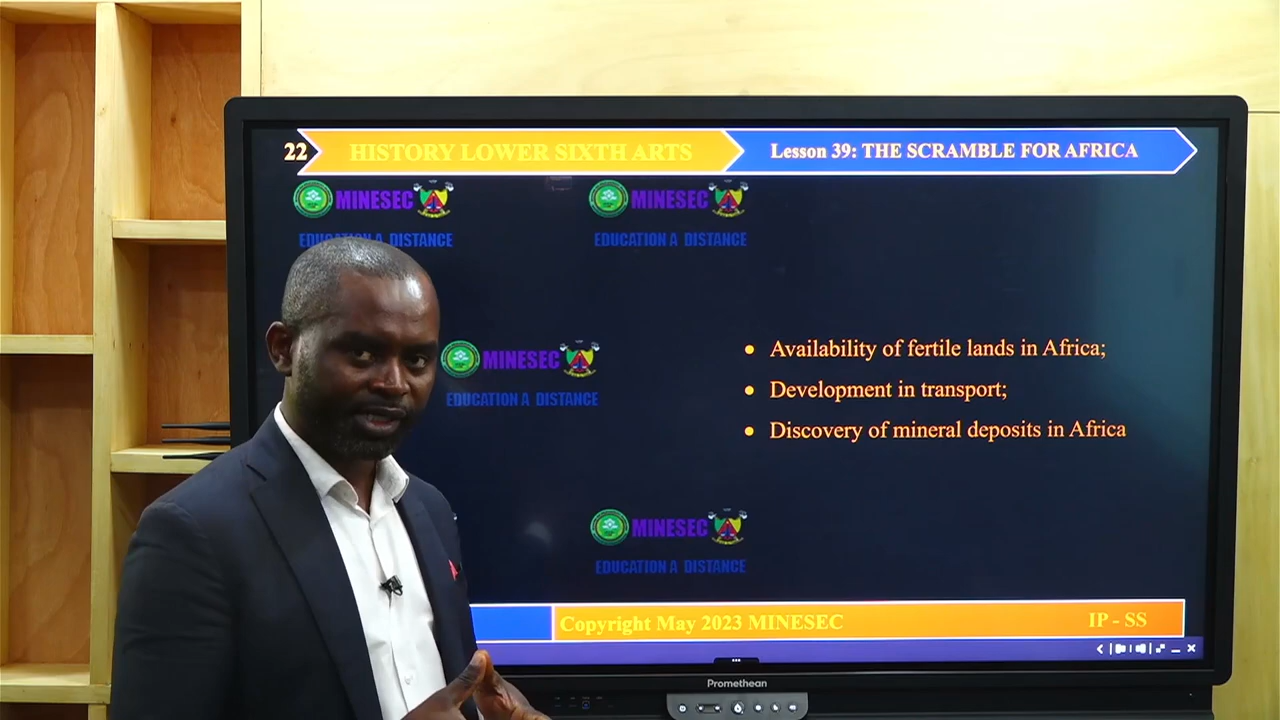 22
HISTORY LOWER SIXTH ARTS
Lesson 39: THE SCRAMBLE FOR AFRICA
MINESEC
EDUCATION A DISTANCE
MINESEC
EDUCATION A DISTANCE
MINESEC
EDUCATION A DISTANCE
• Availability of fertile lands in Africa;
• Development in transport;
• Discovery of mineral deposits in Africa
MINESEC
EDUCATION A DISTANCE
Copyright May 2023 MINESEC
IP - SS
Promethean